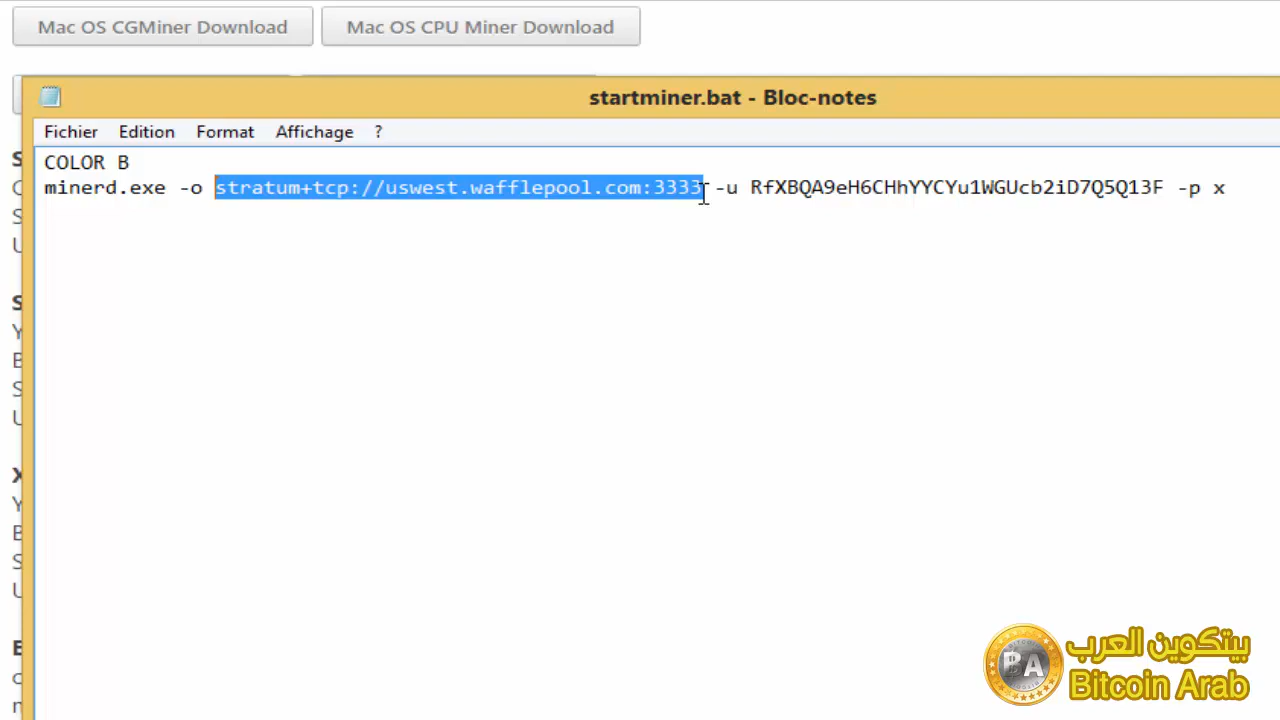 Mac OS CGMiner Download
Mac OS CPU Miner Download
startminer.bat - Bloc-notes
Fichier Edition Format Affichage ?
COLOR B
minerd.exe -o stratum+tcp://uswest.wafflepool.com:3333 -u RfXBQA9eH6CHhYYCYu1WGUcb2iD7Q5Q13F -p x
بيتكوين العرب
BA Bitcoin Arab